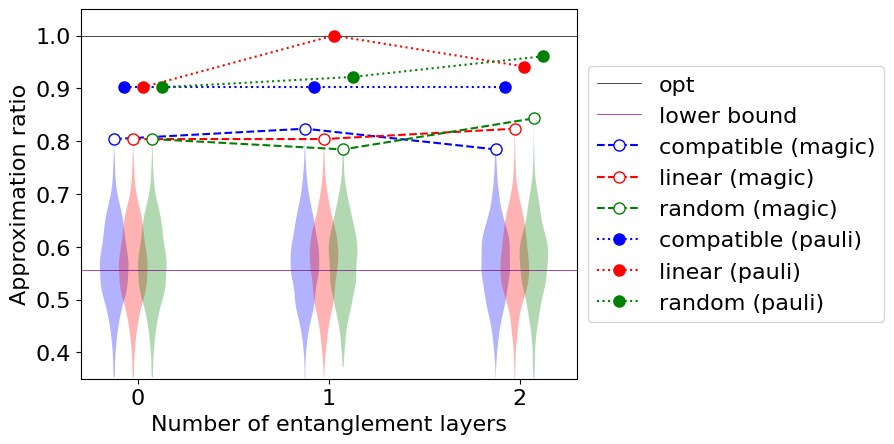 1.0
0.9
0.8
0.7
0.6
0.5
0.4
Approximation ratio
0 1 2
Number of entanglement layers
opt
lower bound
compatible (magic)
linear (magic)
random (magic)
compatible (pauli)
linear (pauli)
random (pauli)